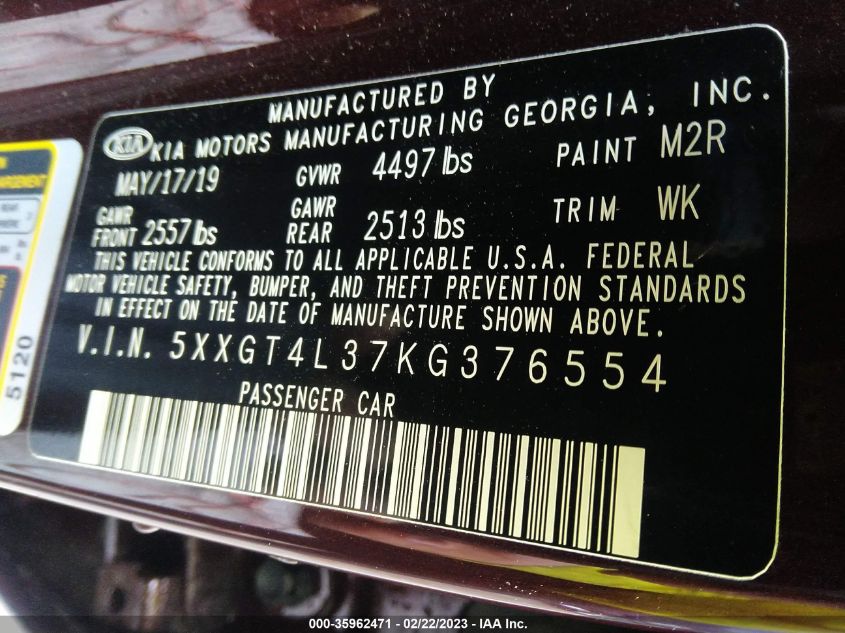 MANUFACTURED BY
KIA KIA MOTORS MANUFACTURING GEORGIA, INC.
MAY/17/19 GVWR 4497 lbs PAINT M2R
GAWR FRONT 2557 lbs GAWR REAR 2513 lbs TRIM WK
THIS VEHICLE CONFORMS TO ALL APPLICABLE U.S.A. FEDERAL
MOTOR VEHICLE SAFETY, BUMPER, AND THEFT PREVENTION STANDARDS
IN EFFECT ON THE DATE OF MANUFACTURE SHOWN ABOVE.
V.I.N. 5XXGT4L37KG376554
PASSENGER CAR
5120
000-35962471 - 02/22/2023 - IAA Inc.